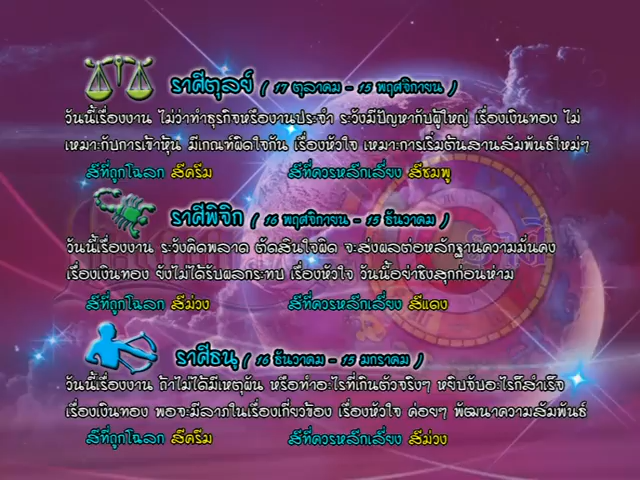 ราศีตุลย์ ( 17 ตุลาคม - 15 พฤศจิกายน )
วันนี้เรื่องงาน ไม่ว่าทำธุรกิจหรืองานประจำ ระวังมีปัญหากับผู้ใหญ่ เรื่องเงินทอง ไม่
เหมาะกับการเข้าหุ้น มีเกณฑ์ผิดใจกัน เรื่องหัวใจ เหมาะการเริ่มต้นสานสัมพันธ์ใหม่ๆ
สีที่ถูกโฉลก สีครีม สีที่ควรหลีกเลี่ยง สีชมพู
ราศีพิจิก ( 16 พฤศจิกายน - 15 ธันวาคม )
วันนี้เรื่องงาน ระวังคิดพลาด ตัดสินใจผิด จะส่งผลต่อหลักฐานความมั่นคง
เรื่องเงินทอง ยังไม่ได้รับผลกระทบ เรื่องหัวใจ วันนี้อย่าชิงสุกก่อนห่าม
สีที่ถูกโฉลก สีม่วง สีที่ควรหลีกเลี่ยง สีแดง
ราศีธนู ( 16 ธันวาคม - 15 มกราคม )
วันนี้เรื่องงาน ถ้าไม่ได้มีเหตุผัน หรือทำอะไรที่เกินตัวจริงๆ หยิบจับอะไรก็สำเร็จ
เรื่องเงินทอง พอจะมีลาภในเรื่องเกี่ยวข้อง เรื่องหัวใจ ค่อยๆ พัฒนาความสัมพันธ์
สีที่ถูกโฉลก สีครีม สีที่ควรหลีกเลี่ยง สีม่วง